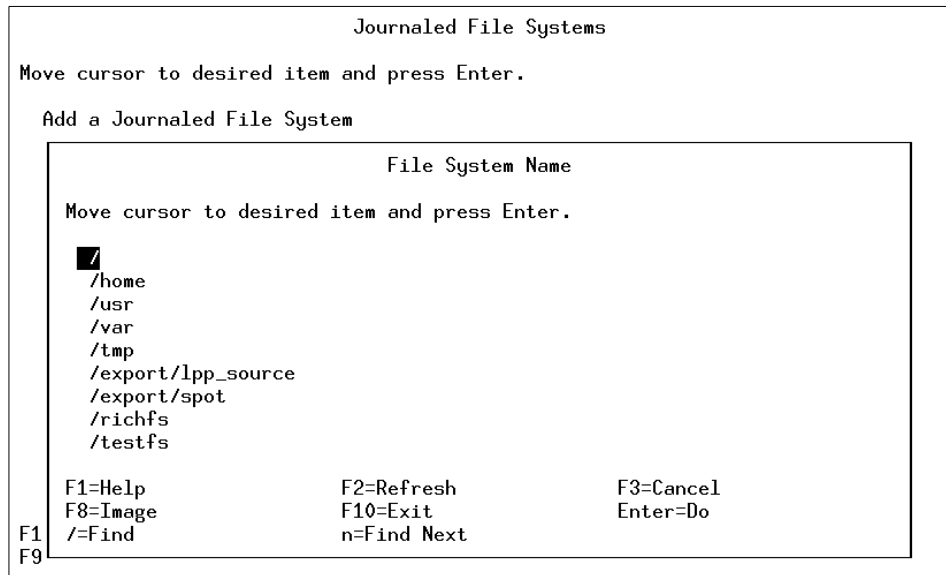 Journaled File Systems
Move cursor to desired item and press Enter.
Add a Journaled File System
File System Name
Move cursor to desired item and press Enter.
/
/home
/usr
/var
/tmp
/export/lpp_source
/export/spot
/richfs
/testfs
F1=Help F2=Refresh F3=Cancel
F8=Image F10=Exit Enter=Do
F1 /=Find n=Find Next
F9